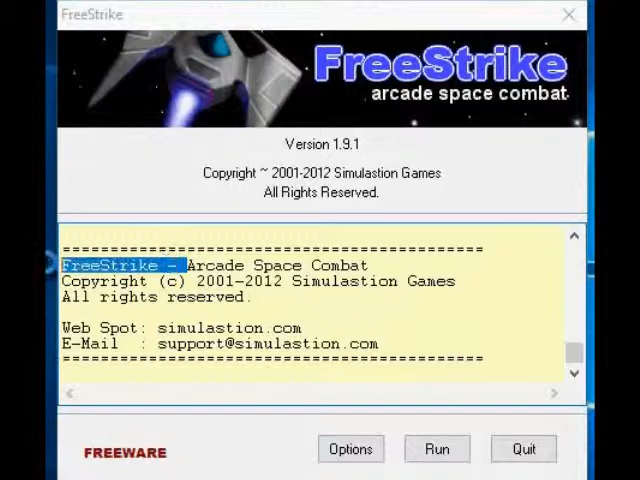 FreeStrike
FreeStrike
arcade space combat
Version 1.9.1
Copyright ~ 2001-2012 Simulastion Games
All Rights Reserved.
================================================
FreeStrike - Arcade Space Combat
Copyright (c) 2001-2012 Simulastion Games
All rights reserved.
Web Spot: simulastion.com
E-Mail  : support@simulastion.com
================================================
FREEWARE
Options
Run
Quit